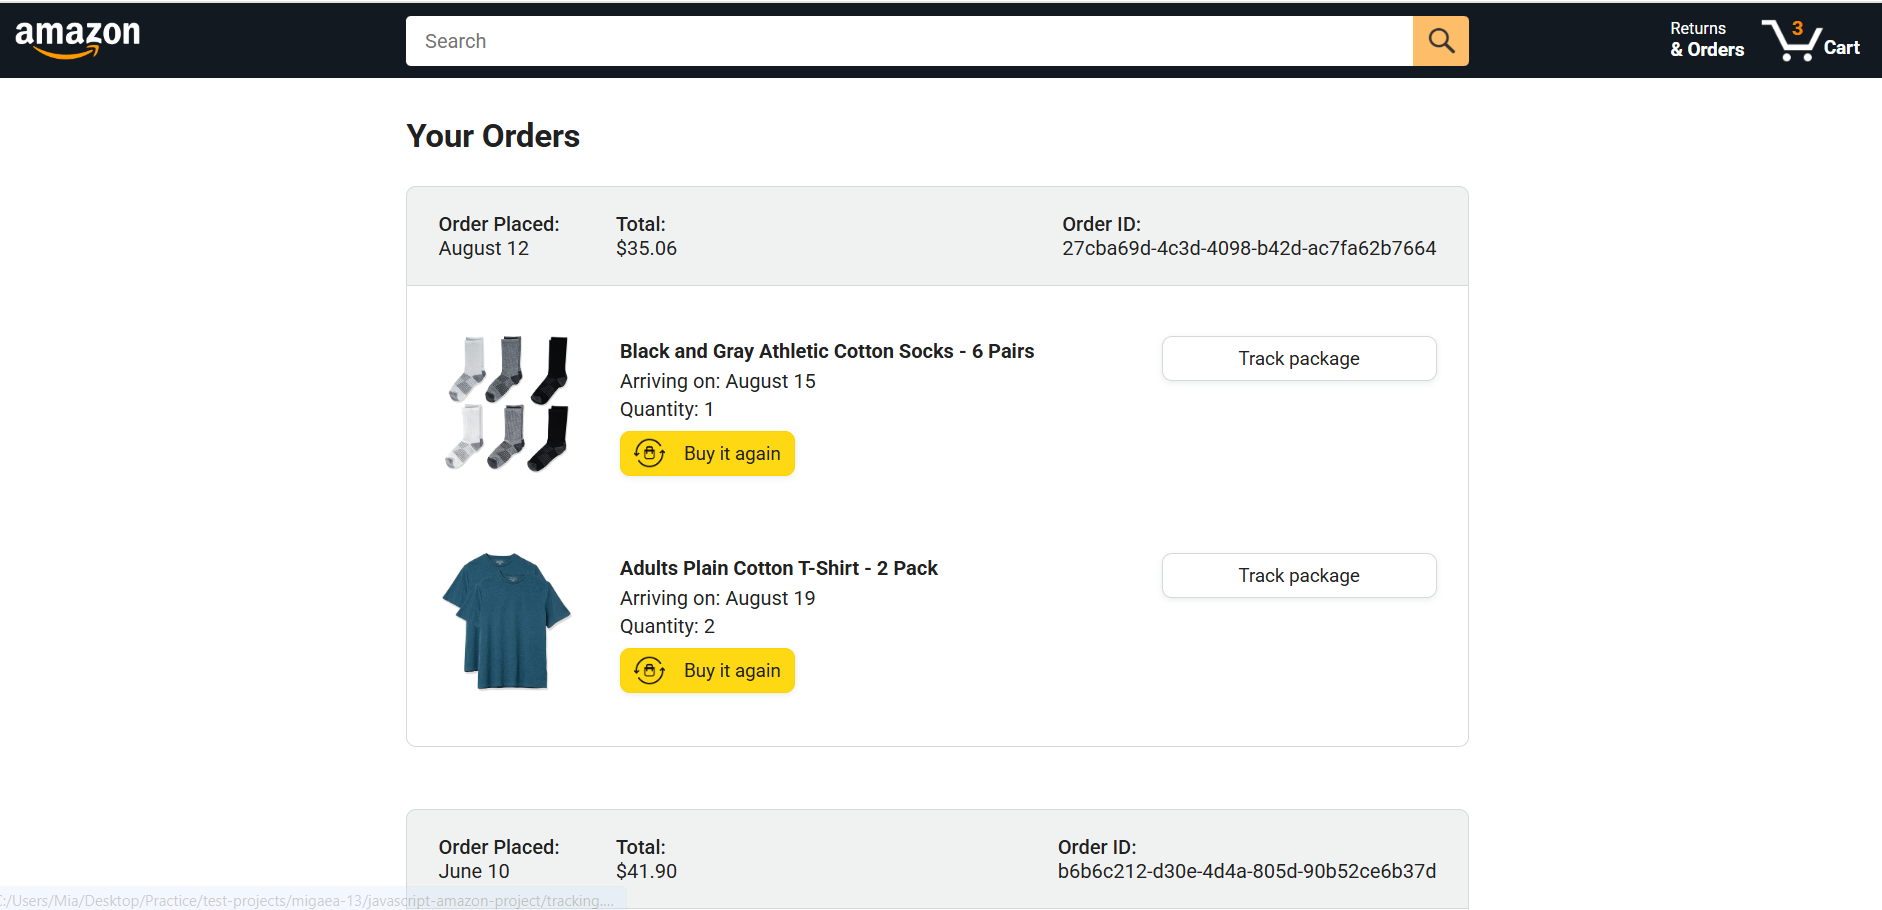 amazon
Search
Returns
& Orders
3
Cart
Your Orders
Order Placed:
August 12
Total:
$35.06
Order ID:
27cba69d-4c3d-4098-b42d-ac7fa62b7664
Black and Gray Athletic Cotton Socks - 6 Pairs
Arriving on: August 15
Quantity: 1
Buy it again
Track package
Adults Plain Cotton T-Shirt - 2 Pack
Arriving on: August 19
Quantity: 2
Buy it again
Track package
Order Placed:
June 10
Total:
$41.90
Order ID:
b6b6c212-d30e-4d4a-805d-90b52ce6b37d
:/Users/Mia/Desktop/Practice/test-projects/migaea-13/javascript-amazon-project/tracking....